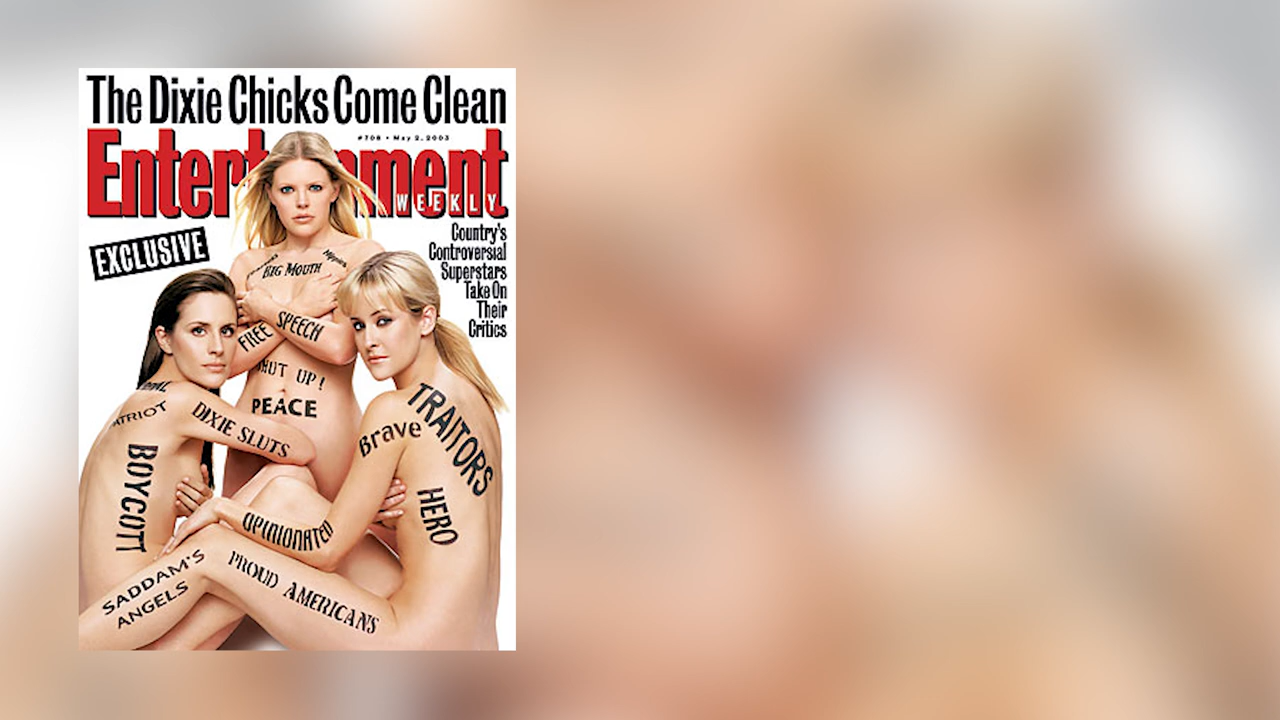 The Dixie Chicks Come Clean
#708 • May 2, 2003
Entertainment
WEEKLY
EXCLUSIVE
Country's
Controversial
Superstars
Take On
Their
Critics
BIG MOUTH
FREE SPEECH
SHUT UP!
PEACE
DIXIE SLUTS
BOYCOTT
TRAITORS
Brave
HERO
OPINIONATED
SADDAM'S
ANGELS
PROUD AMERICANS